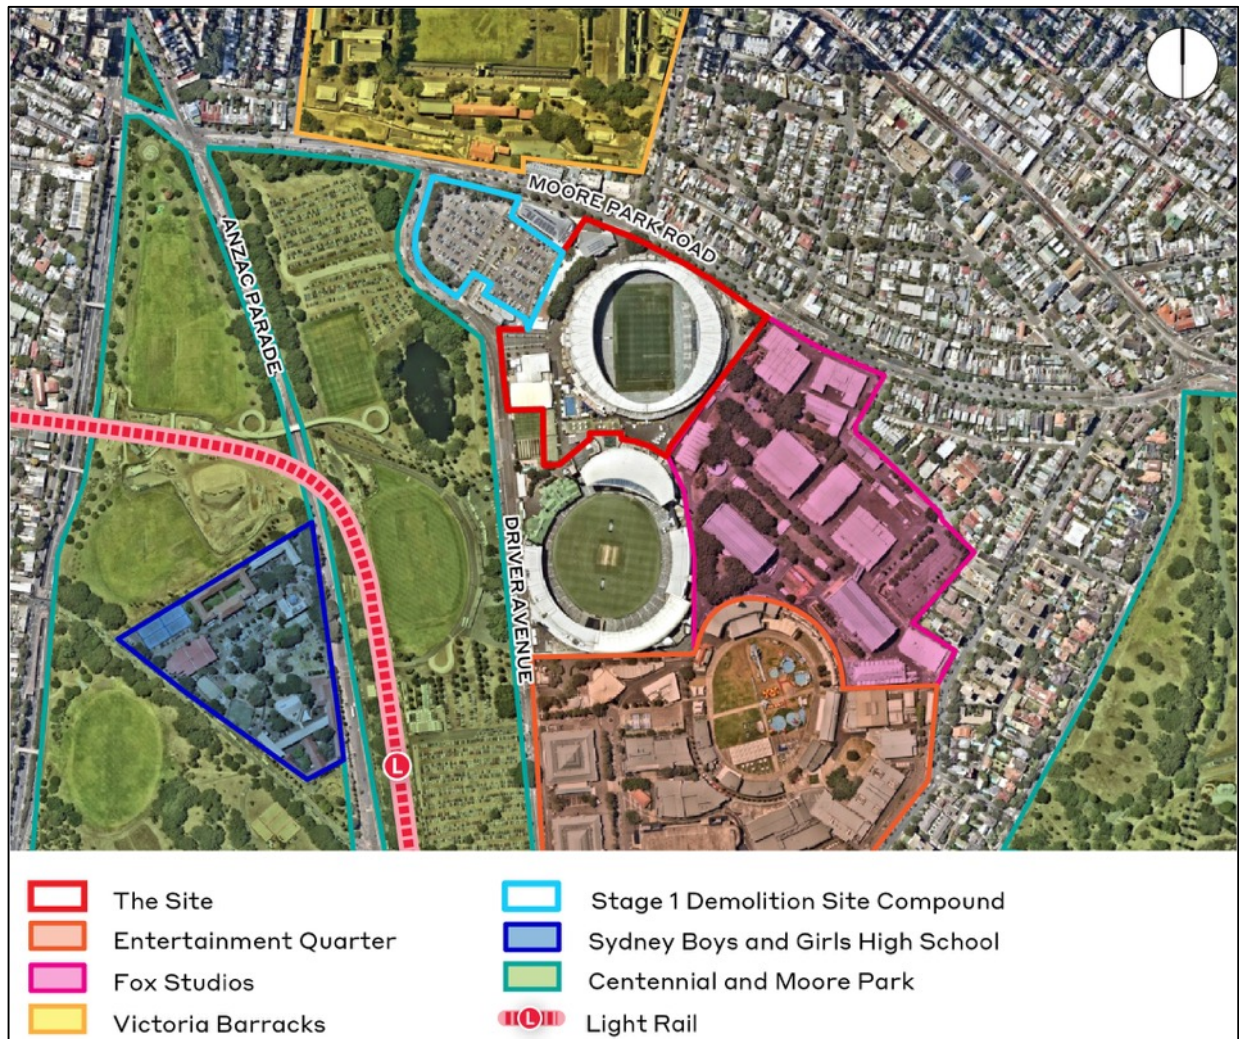 MOORE PARK ROAD
ANZAC PARADE
DRIVER AVENUE
L
The Site
Entertainment Quarter
Fox Studios
Victoria Barracks
Stage 1 Demolition Site Compound
Sydney Boys and Girls High School
Centennial and Moore Park
L
Light Rail